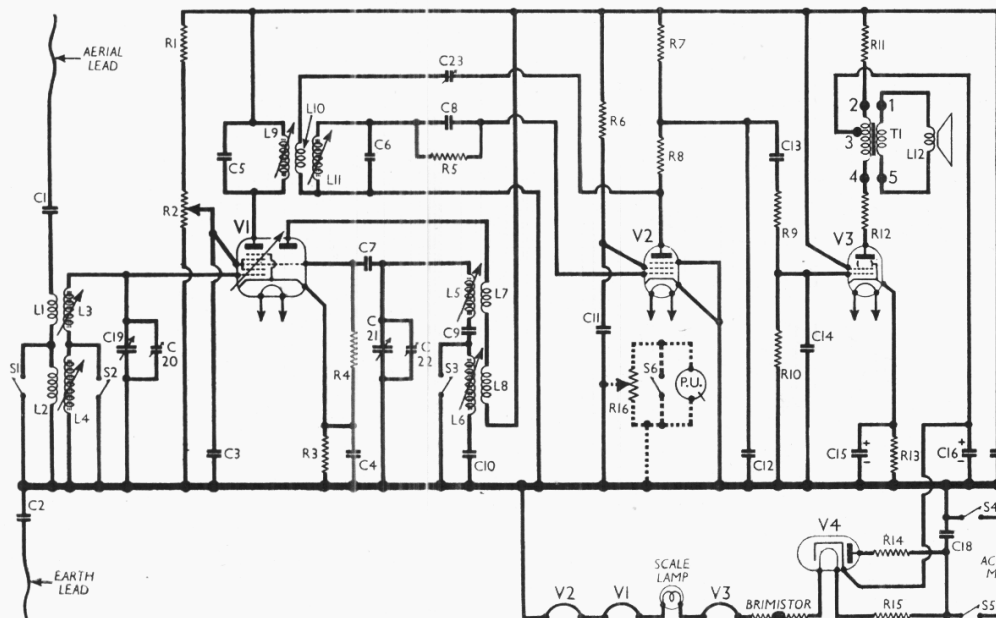 R1
AERIAL
LEAD
C23
L10
C8
R7
R11
2
1
L9
R6
3
T1
L12
C5
L11
C6
R5
R8
C13
4
5
C1
R2
V1
V2
R9
V3
R12
C7
L1
L3
C19
C
20
L5
L7
C
21
C
22
C9
C11
C14
S1
S2
R4
S3
L8
S6
P.U.
R16
R10
L2
L4
L6
C3
R3
C4
C10
C12
C15
+
−
R13
C16
+
−
C2
V4
R14
S4
C18
EARTH
LEAD
SCALE
LAMP
V2
V1
V3
BRIMISTOR
R15
AC
M
S5